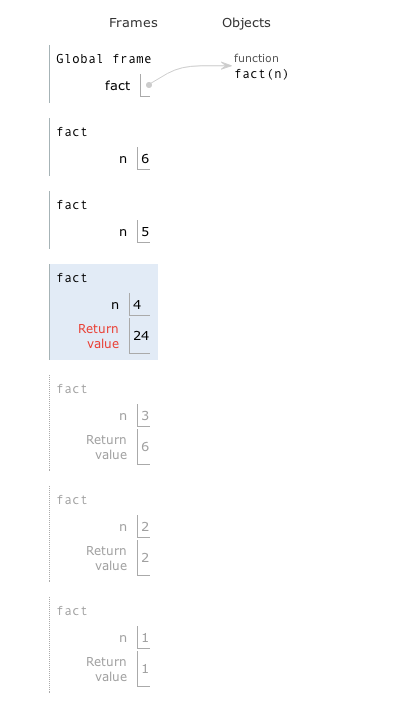 Frames Objects
Global frame
function
fact(n)
fact
fact
n 6
fact
n 5
fact
n 4
Return
value 24
fact
n 3
Return
value 6
fact
n 2
Return
value 2
fact
n 1
Return
value 1